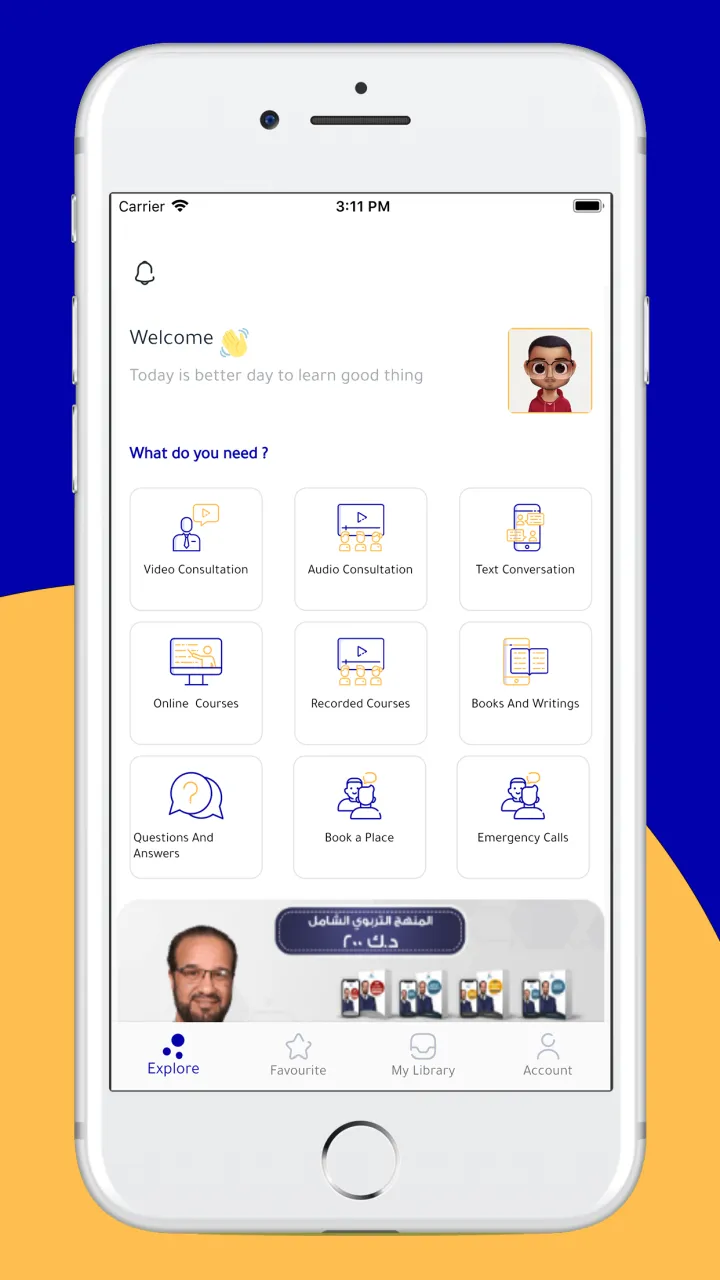 Carrier
3:11 PM
Welcome 👋
Today is better day to learn good thing
What do you need ?
Video Consultation
Audio Consultation
Text Conversation
Online Courses
Recorded Courses
Books And Writings
Questions And
Answers
Book a Place
Emergency Calls
المنهج التربوي الشامل
٢٠٠ د.ك
Explore
Favourite
My Library
Account